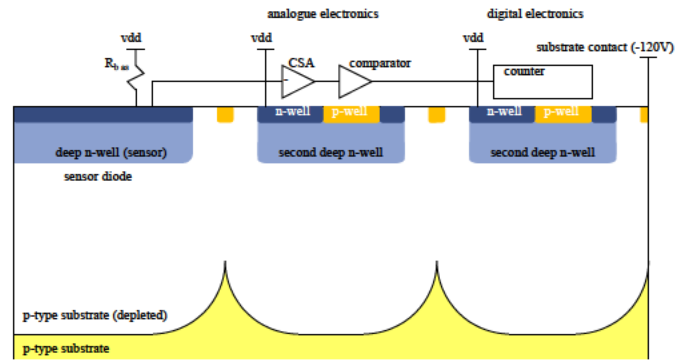 analogue electronics
digital electronics
vdd
vdd
vdd
substrate contact (-120V)
Rbias
CSA
comparator
counter
n-well
p-well
n-well
p-well
deep n-well (sensor)
second deep n-well
second deep n-well
sensor diode
p-type substrate (depleted)
p-type substrate